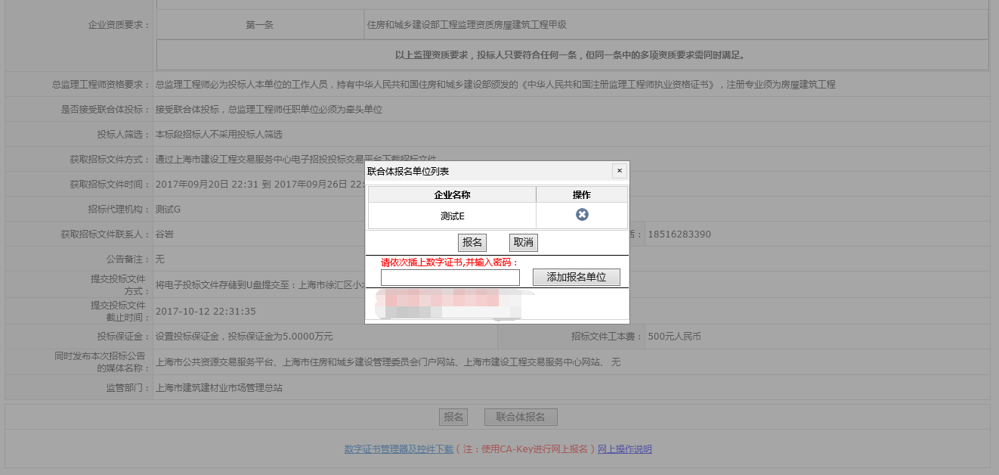 企业资质要求：
第一条
住房和城乡建设部工程监理资质房屋建筑工程甲级
以上监理资质要求，投标人只要符合任何一条，但同一条中的多项资质要求需同时满足。
总监理工程师资格要求： 总监理工程师必为投标人本单位的工作人员，持有中华人民共和国住房和城乡建设部颁发的《中华人民共和国注册监理工程师执业资格证书》，注册专业须为房屋建筑工程
是否接受联合体投标： 接受联合体投标，总监理工程师任职单位必须为牵头单位
投标人筛选： 本标段招标人不采用投标人筛选
获取招标文件方式： 通过上海市建设工程交易服务中心电子招投标交易平台下载招标文件
获取招标文件时间： 2017年09月20日 22:31 到 2017年09月26日 22:
招标代理机构： 测试G
获取招标文件联系人： 谷岩
： 18516283390
公告备注： 无
提交投标文件
方式： 将电子投标文件存储到U盘提交至：上海市徐汇区小
提交投标文件
截止时间： 2017-10-12 22:31:35
投标保证金： 设置投标保证金，投标保证金为5.0000万元
招标文件工本费： 500元人民币
同时发布本次招标公告
的媒体名称： 上海市公共资源交易服务平台、上海市住房和城乡建设管理委员会门户网站、上海市建设工程交易服务中心网站、 无
监管部门： 上海市建筑建材业市场管理总站
报名 联合体报名
数字证书管理器及控件下载 ( 注：使用CA-Key进行网上报名 ) 网上操作说明
联合体报名单位列表 ×
企业名称 操作
测试E
报名 取消
请依次插上数字证书,并输入密码：
添加报名单位